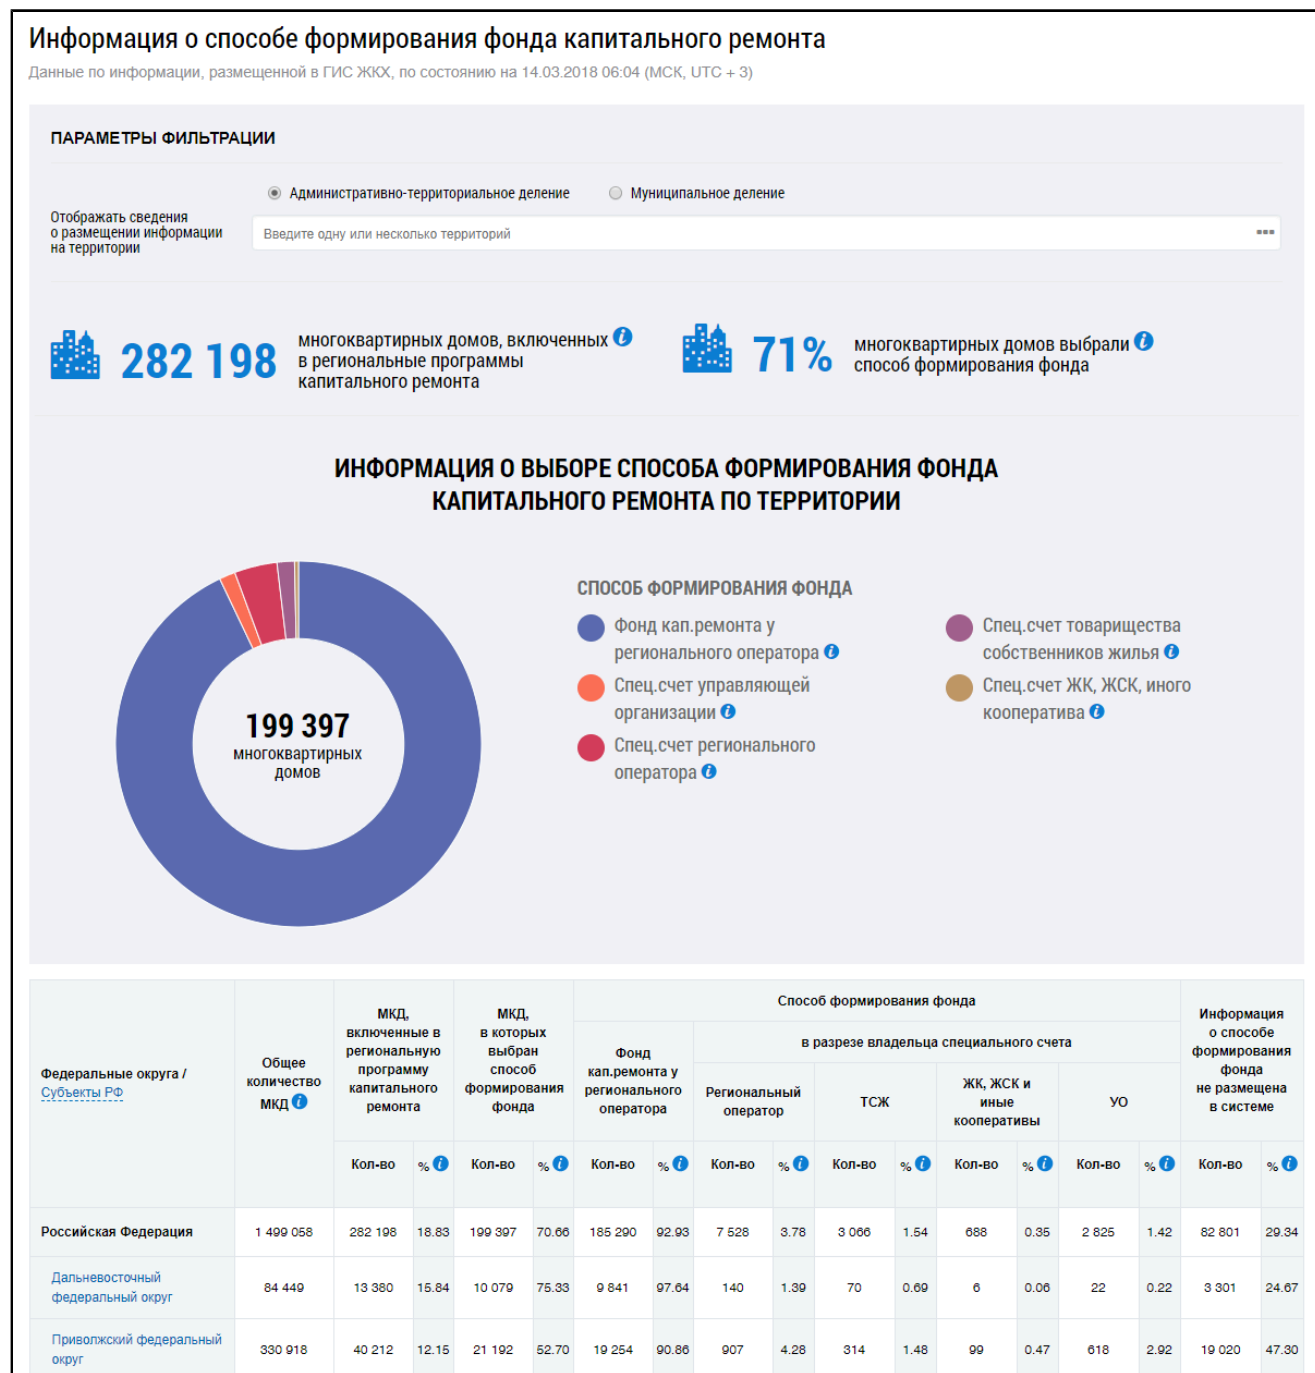 Информация о способе формирования фонда капитального ремонта
Данные по информации, размещенной в ГИС ЖКХ, по состоянию на 14.03.2018 06:04 (МСК, UTC + 3)
ПАРАМЕТРЫ ФИЛЬТРАЦИИ
Административно-территориальное деление Муниципальное деление
Отображать сведения
о размещении информации
на территории
Введите одну или несколько территорий
282 198
многоквартирных домов, включенных
в региональные программы
капитального ремонта
71%
многоквартирных домов выбрали
способ формирования фонда
ИНФОРМАЦИЯ О ВЫБОРЕ СПОСОБА ФОРМИРОВАНИЯ ФОНДА
КАПИТАЛЬНОГО РЕМОНТА ПО ТЕРРИТОРИИ
199 397
многоквартирных
домов
СПОСОБ ФОРМИРОВАНИЯ ФОНДА
Фонд кап.ремонта у
регионального оператора
Спец.счет управляющей
организации
Спец.счет регионального
оператора
Спец.счет товарищества
собственников жилья
Спец.счет ЖК, ЖСК, иного
кооператива
Федеральные округа /
Субъекты РФ
Общее
количество
МКД
МКД,
включенные в
региональную
программу
капитального
ремонта
МКД,
в которых
выбран
способ
формирования
фонда
Способ формирования фонда
Фонд
кап.ремонта у
регионального
оператора
в разрезе владельца специального счета
Региональный
оператор
ТСЖ
ЖК, ЖСК и
иные
кооперативы
УО
Информация
о способе
формирования
фонда
не размещена
в системе
Кол-во % Кол-во % Кол-во % Кол-во % Кол-во % Кол-во % Кол-во % Кол-во %
Российская Федерация 1 499 058 282 198 18.83 199 397 70.66 185 290 92.93 7 528 3.78 3 066 1.54 688 0.35 2 825 1.42 82 801 29.34
Дальневосточный
федеральный округ
84 449 13 380 15.84 10 079 75.33 9 841 97.64 140 1.39 70 0.69 6 0.06 22 0.22 3 301 24.67
Приволжский федеральный
округ
330 918 40 212 12.15 21 192 52.70 19 254 90.86 907 4.28 314 1.48 99 0.47 618 2.92 19 020 47.30